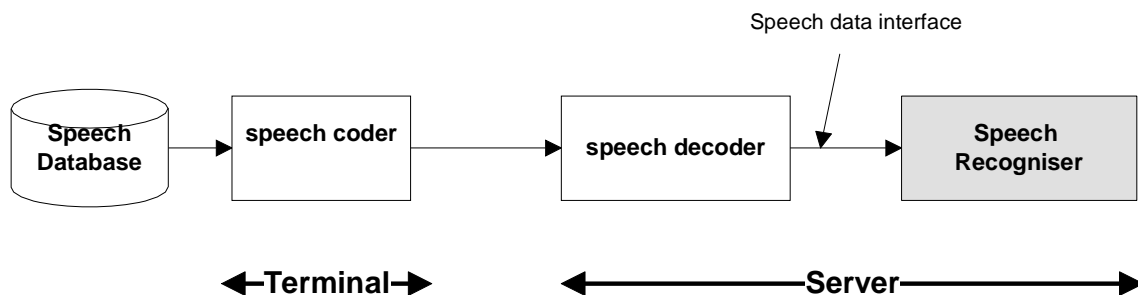 Speech data interface
Speech
Database
speech coder
speech decoder
Speech
Recogniser
Terminal
Server